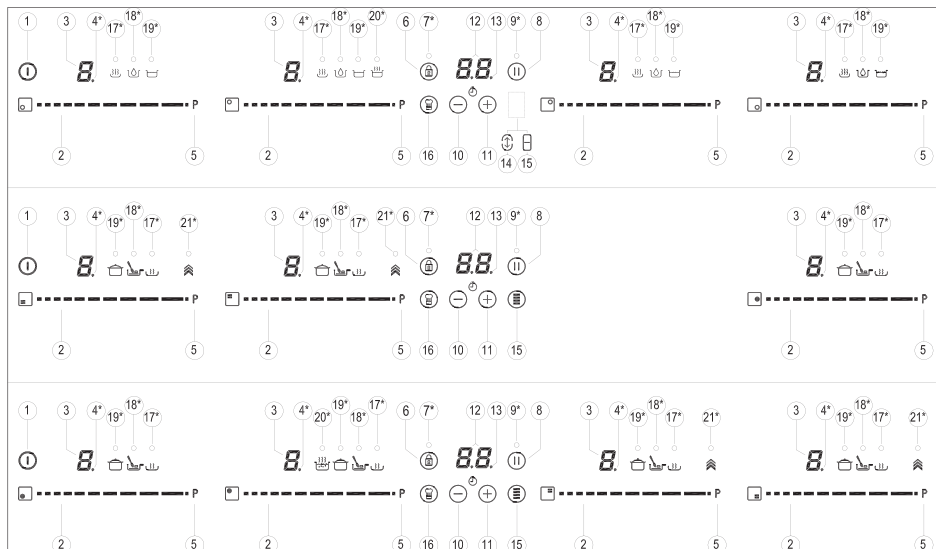 18* 18* 20* 18* 18*
1 3 4* 17* 19* 3 4* 17* 19* 6 7* 12 13 9* 8 3 4* 17* 19* 3 4* 17* 19*
8. 8. 8.8. 8. 8.
P P P P
2 5 2 5 16 10 11 14 15 2 5 2 5
18* 18* 18*
1 3 4* 19* 17* 21* 3 4* 19* 17* 21* 6 7* 12 13 9* 8 3 4* 19* 17*
8. 8. 8.8. 8.
P P P
2 5 2 5 16 10 11 15 2 5
18* 19* 17* 18* 18*
1 3 4* 19* 17* 3 4* 20* 18* 6 7* 12 13 9* 8 3 4* 19* 17* 21* 3 4* 19* 17* 21*
8. 8. 8.8. 8. 8.
P P P P
2 5 2 5 16 10 11 15 2 5 2 5